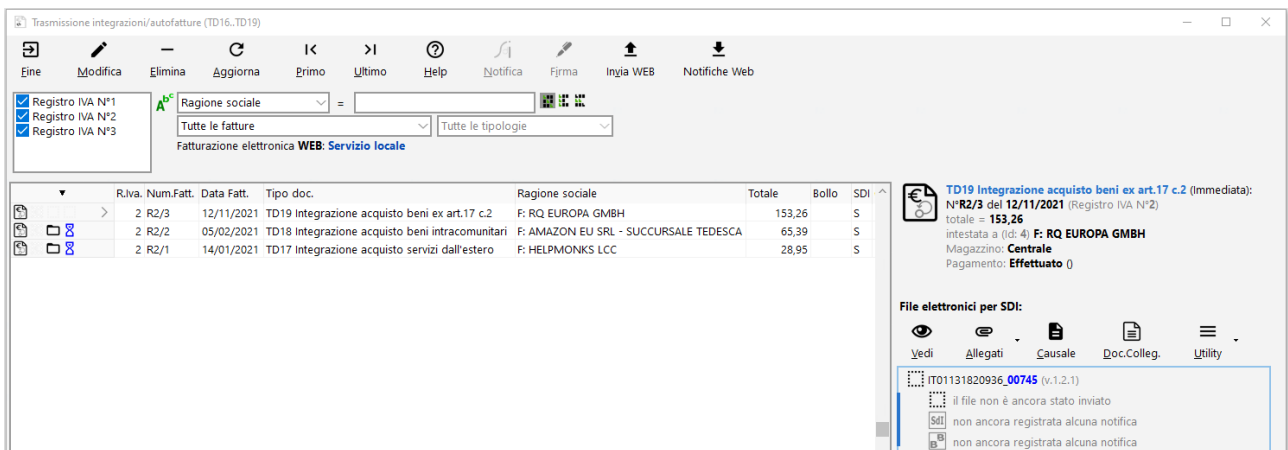 Trasmissione integrazioni/autofatture (TD16..TD19)
Fine Modifica Elimina Aggiorna Primo Ultimo Help Notifica Firma Invia WEB Notifiche Web
Registro IVA N°1
Registro IVA N°2
Registro IVA N°3
Abc Ragione sociale =
Tutte le fatture Tutte le tipologie
Fatturazione elettronica WEB: Servizio locale
R.Iva. Num.Fatt. Data Fatt. Tipo doc. Ragione sociale Totale Bollo SDI
2 R2/3 12/11/2021 TD19 Integrazione acquisto beni ex art.17 c.2 F: RQ EUROPA GMBH 153,26 S
2 R2/2 05/02/2021 TD18 Integrazione acquisto beni intracomunitari F: AMAZON EU SRL - SUCCURSALE TEDESCA 65,39 S
2 R2/1 14/01/2021 TD17 Integrazione acquisto servizi dall'estero F: HELPMONKS LCC 28,95 S
TD19 Integrazione acquisto beni ex art.17 c.2 (Immediata):
N°R2/3 del 12/11/2021 (Registro IVA N°2)
totale = 153,26
intestata a (Id: 4) F: RQ EUROPA GMBH
Magazzino: Centrale
Pagamento: Effettuato ()
File elettronici per SDI:
Vedi Allegati Causale Doc.Colleg. Utility
IT01131820936_00745 (v.1.2.1)
il file non è ancora stato inviato
SdI non ancora registrata alcuna notifica
B B non ancora registrata alcuna notifica